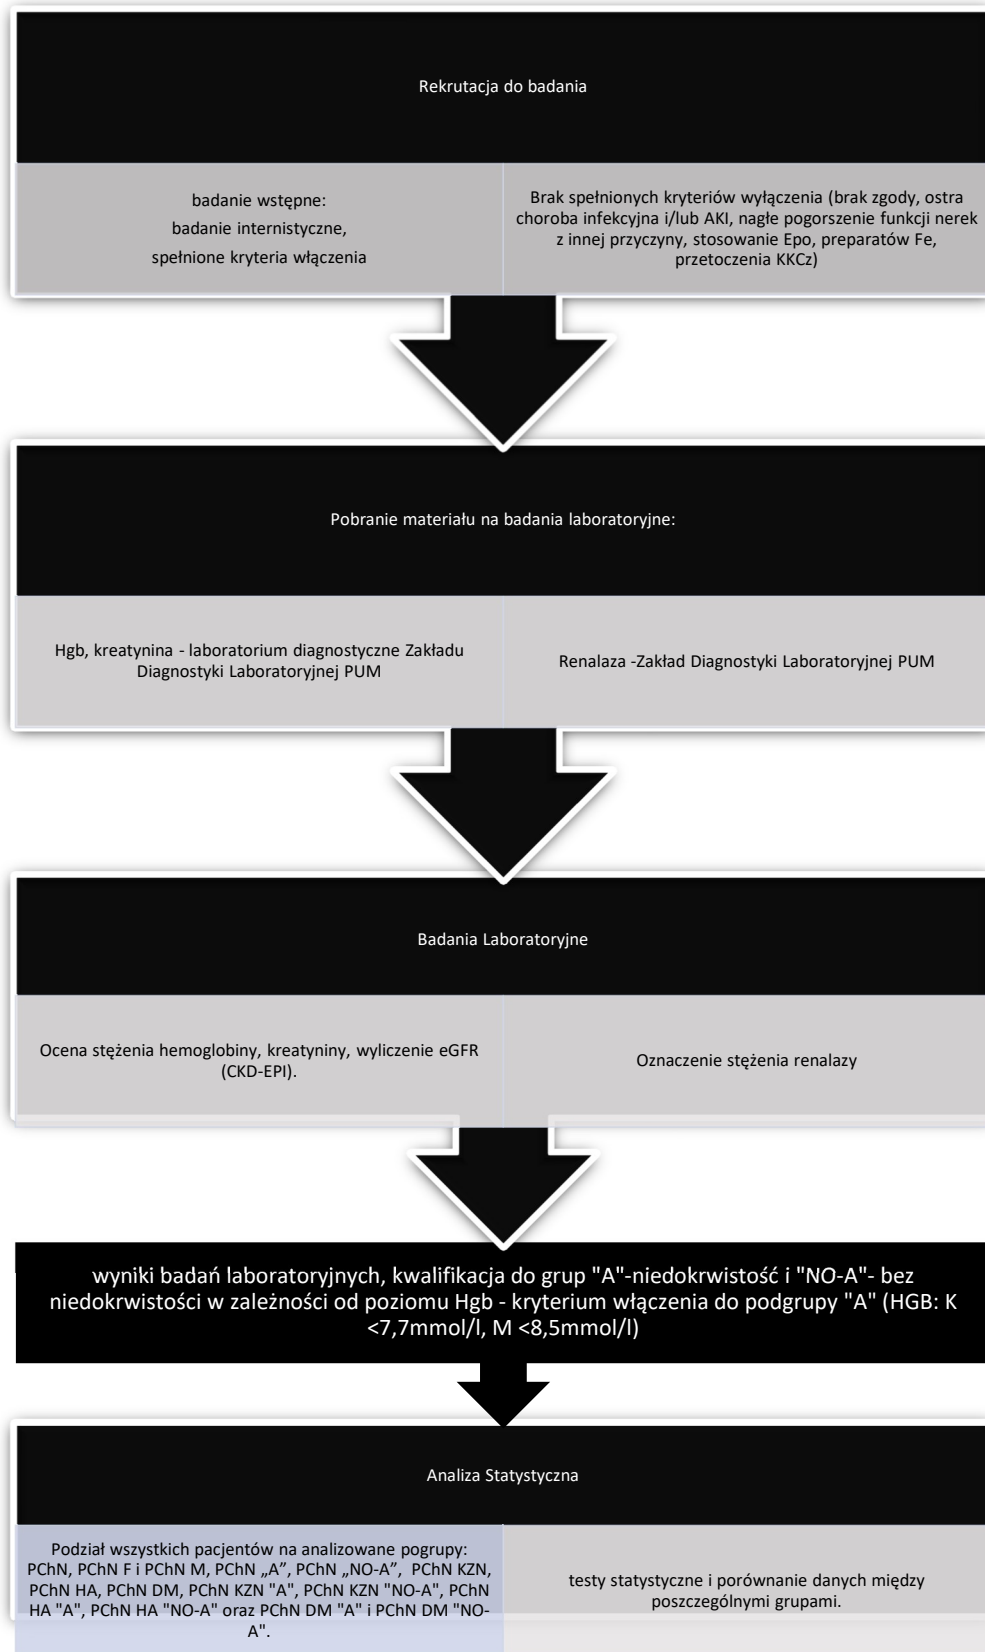 Rekrutacja do badania
badanie wstępne:
badanie internistyczne,
spełnione kryteria włączenia
Brak spełnionych kryteriów wyłączenia (brak zgody, ostra
choroba infekcyjna i/lub AKI, nagłe pogorszenie funkcji nerek
z innej przyczyny, stosowanie Epo, preparatów Fe,
przetoczenia KKCz)
Pobranie materiału na badania laboratoryjne:
Hgb, kreatynina - laboratorium diagnostyczne Zakładu
Diagnostyki Laboratoryjnej PUM
Renalaza -Zakład Diagnostyki Laboratoryjnej PUM
Badania Laboratoryjne
Ocena stężenia hemoglobiny, kreatyniny, wyliczenie eGFR
(CKD-EPI).
Oznaczenie stężenia renalazy
wyniki badań laboratoryjnych, kwalifikacja do grup "A"-niedokrwistość i "NO-A"- bez
niedokrwistości w zależności od poziomu Hgb - kryterium włączenia do podgrupy "A" (HGB: K
<7,7mmol/l, M <8,5mmol/l)
Analiza Statystyczna
Podział wszystkich pacjentów na analizowane pogrupy:
PChN, PChN F i PChN M, PChN „A”, PChN „NO-A”, PChN KZN,
PChN HA, PChN DM, PChN KZN "A", PChN KZN "NO-A", PChN
HA "A", PChN HA "NO-A" oraz PChN DM "A" i PChN DM "NO-
A".
testy statystyczne i porównanie danych między
poszczególnymi grupami.